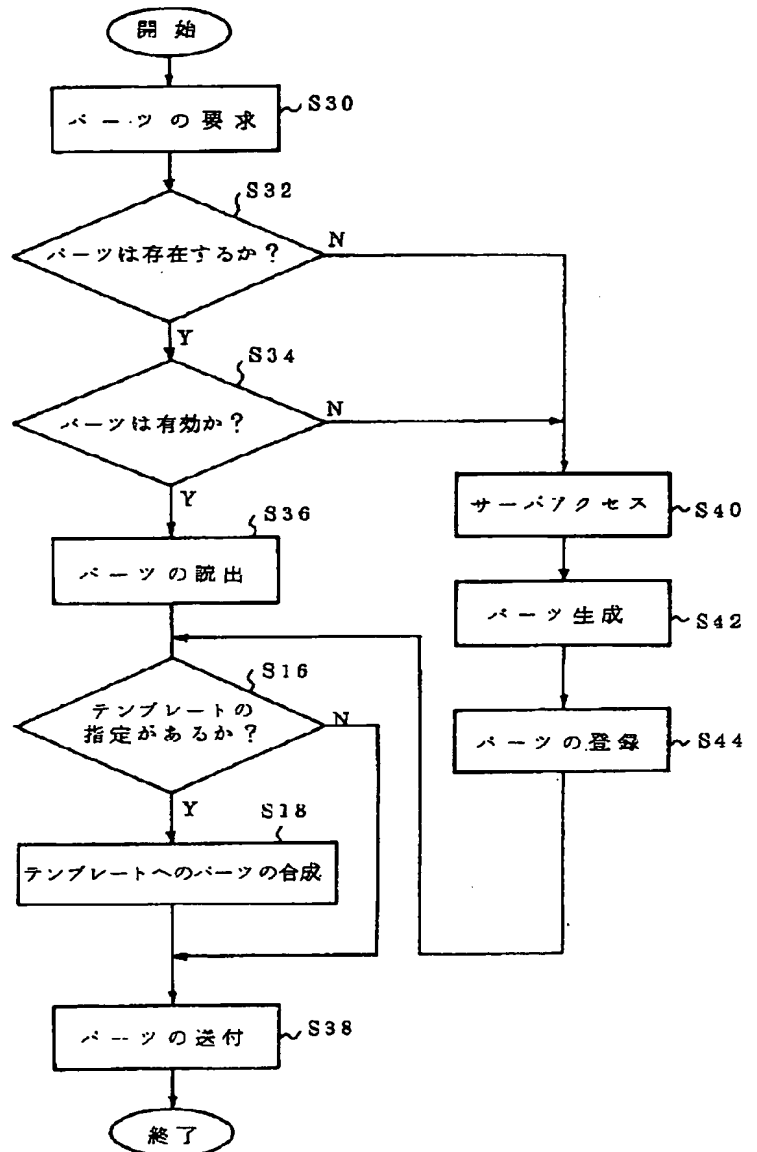 開始
パーツの要求
S30
S32
パーツは存在するか？
N
Y
S34
パーツは有効か？
N
Y
S36
パーツの読出
サーバアクセス
S40
パーツ生成
S42
パーツの登録
S44
S16
テンプレートの
指定があるか？
N
Y
S18
テンプレートへのパーツの合成
パーツの送付
S38
終了